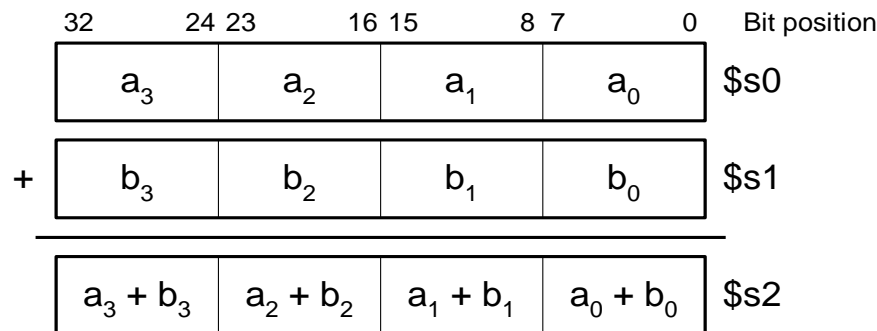 32 24 23 16 15 8 7 0 Bit position
a₃ a₂ a₁ a₀ $s0
+ b₃ b₂ b₁ b₀ $s1
a₃ + b₃ a₂ + b₂ a₁ + b₁ a₀ + b₀ $s2